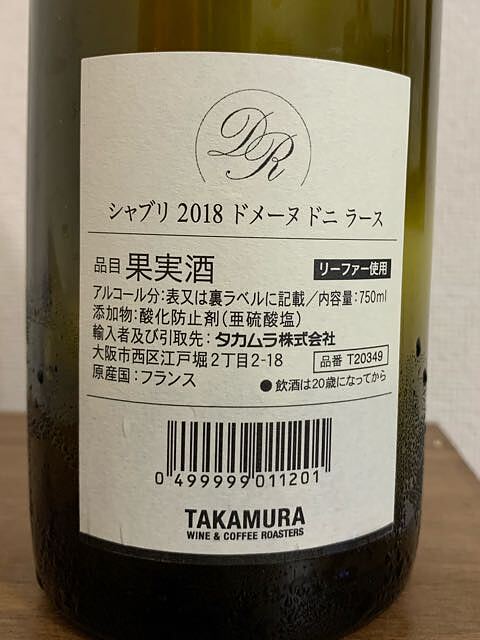 DR
シャブリ 2018 ドメーヌ ドニ ラース
品目 果実酒 リーファー使用
アルコール分:表又は裏ラベルに記載/内容量:750ml
添加物:酸化防止剤(亜硫酸塩)
輸入者及び引取先: タカムラ株式会社
大阪市西区江戸堀2丁目2-18 品番 T20349
原産国:フランス ●飲酒は20歳になってから
0 499999 011201
TAKAMURA
WINE & COFFEE ROASTERS